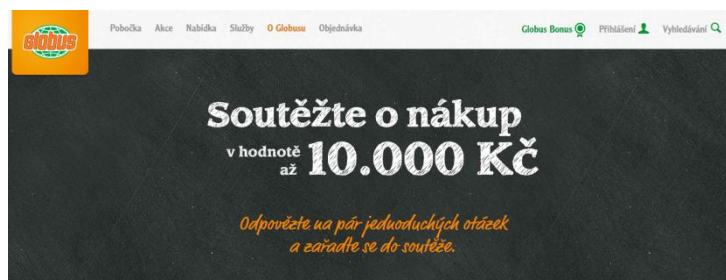 Globus
Pobočka Akce Nabídka Služby O Globusu Objednávka Globus Bonus Přihlášení Vyhledávání
Soutěžte o nákup
v hodnotě
až 10.000 Kč
Odpovězte na pár jednoduchých otázek
a zařaďte se do soutěže.